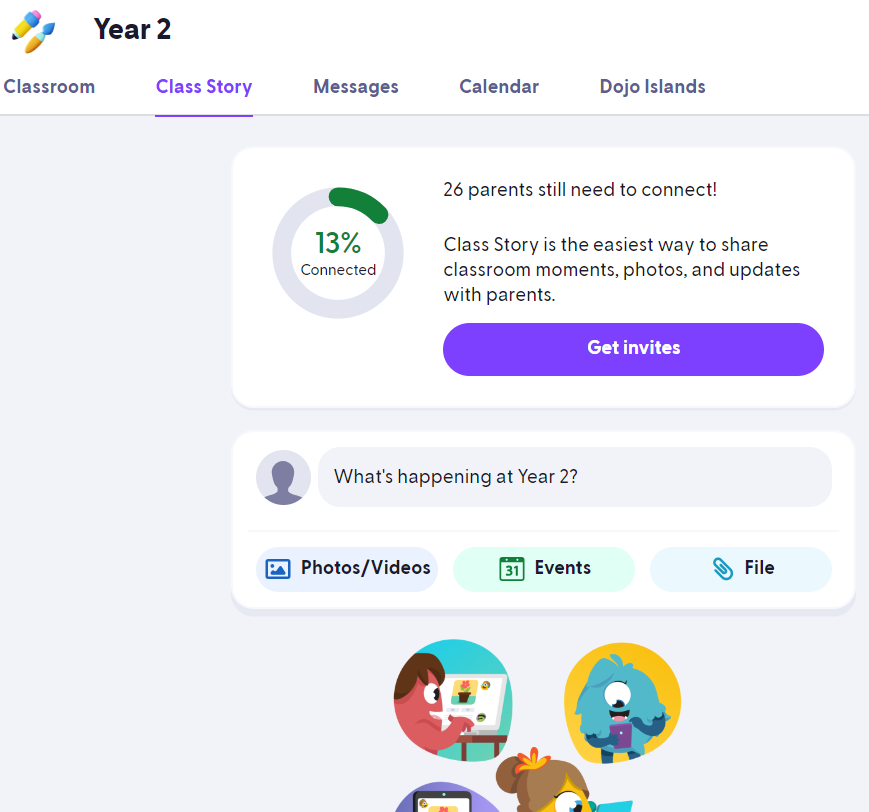 Year 2
Classroom
Class Story
Messages
Calendar
Dojo Islands
13%
Connected
26 parents still need to connect!
Class Story is the easiest way to share
classroom moments, photos, and updates
with parents.
Get invites
What's happening at Year 2?
Photos/Videos
31
Events
File